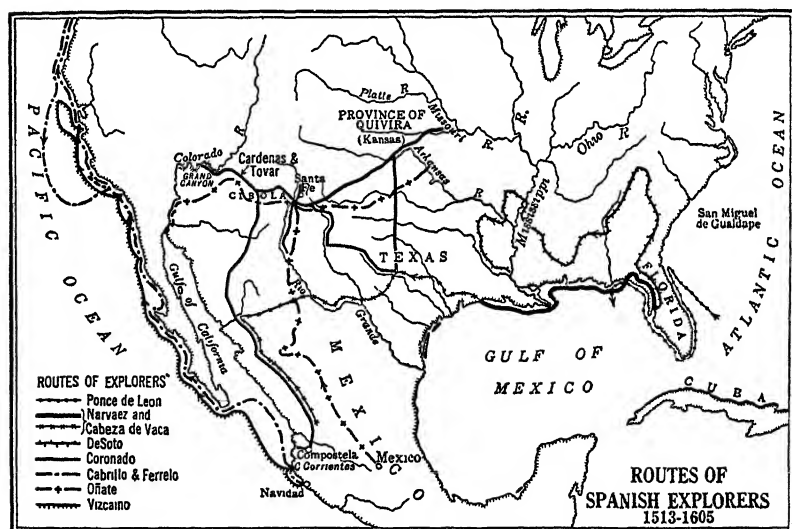 PACIFIC OCEAN
Colorado
R
GRAND CANYON
Cardenas &
Tovar
CIBOLA
Santa
Fe
Platte R.
PROVINCE OF
QUIVIRA
(Kansas)
Missouri
R.
Arkansas
R.
R.
Mississippi
Ohio R
TEXAS
Rio
Grande
San Miguel
de Gualdape
ATLANTIC OCEAN
FLORIDA
Gulf of
California
MEXICO
GULF OF
MEXICO
CUBA
Compostela
C Corrientes
Mexico
Navidad
ROUTES OF EXPLORERS
Ponce de Leon
Narvaez and
Cabeza de Vaca
DeSoto
Coronado
Cabrillo & Ferrelo
Oñate
Vizcaino
ROUTES OF
SPANISH EXPLORERS
1513-1605